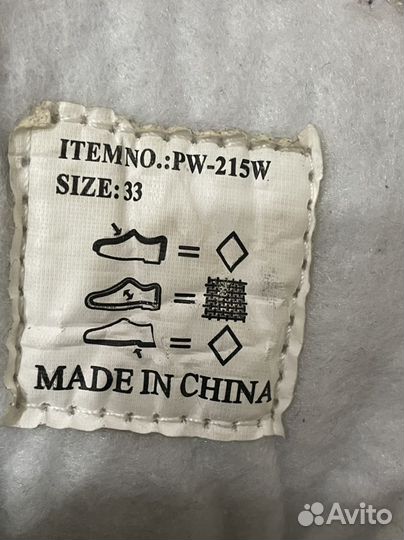 ITEMNO.:PW-215W
SIZE:33
=
=
=
MADE IN CHINA
Avito